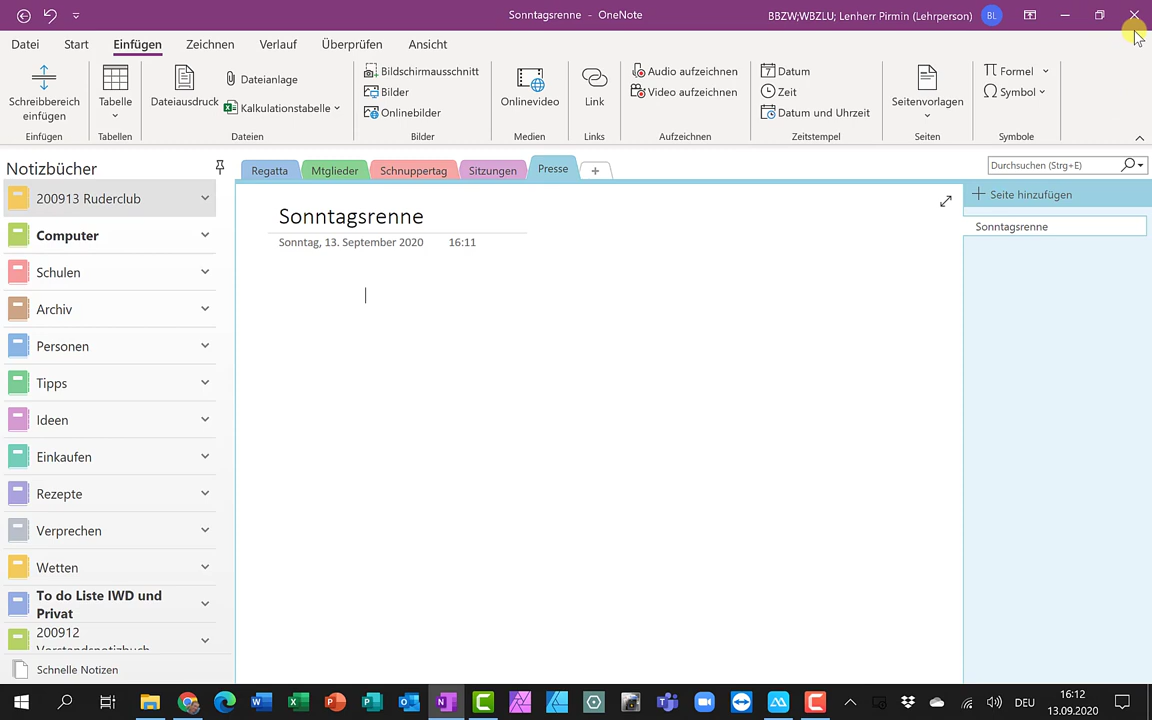 Sonntagsrenne - OneNote
BBZW;WBZLU; Lenherr Pirmin (Lehrperson)
BL
Datei
Start
Einfügen
Zeichnen
Verlauf
Überprüfen
Ansicht
Schreibbereich
einfügen
Einfügen
Tabelle
Tabellen
Dateiausdruck
Dateianlage
Kalkulationstabelle
Dateien
Bildschirmausschnitt
Bilder
Onlinebilder
Bilder
Onlinevideo
Medien
Link
Links
Audio aufzeichnen
Video aufzeichnen
Aufzeichnen
Datum
Zeit
Datum und Uhrzeit
Zeitstempel
Seitenvorlagen
Seiten
Formel
Symbol
Symbole
Notizbücher
200913 Ruderclub
Computer
Schulen
Archiv
Personen
Tipps
Ideen
Einkaufen
Rezepte
Verprechen
Wetten
To do Liste IWD und
Privat
200912
Vorstandsnotizbuch
Schnelle Notizen
Regatta
Mtglieder
Schnuppertag
Sitzungen
Presse
Durchsuchen (Strg+E)
Sonntagsrenne
Sonntag, 13. September 2020 16:11
Seite hinzufügen
Sonntagsrenne
DEU
16:12
13.09.2020